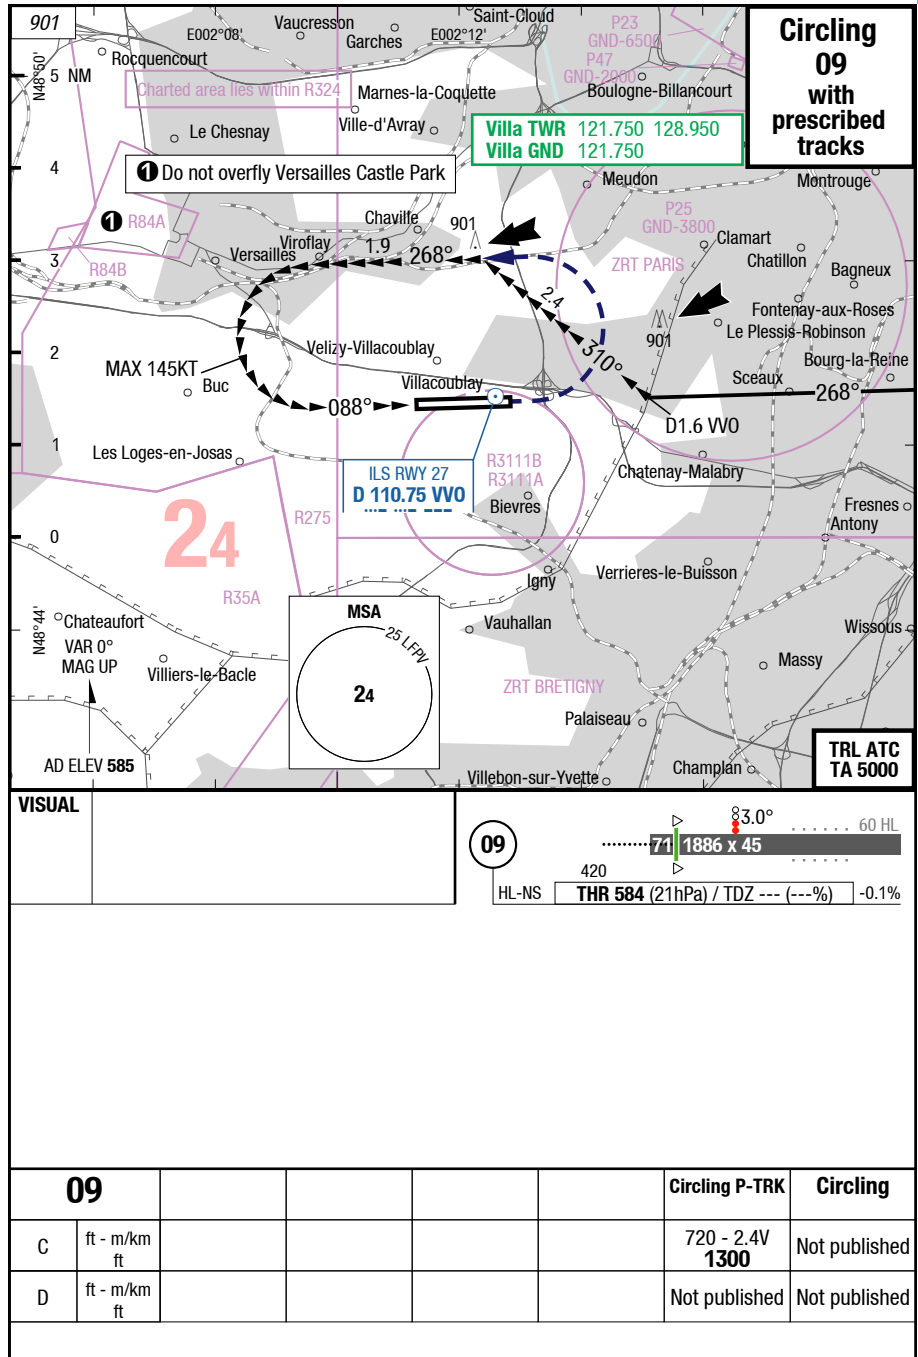 901
N48°50'
E002°08'
E002°12'
Vaucresson
Saint-Cloud
Garches
Rocquencourt
5 NM
Charted area lies within R324
Marnes-la-Coquette
P23
GND-6500
P47
GND-2000
Boulogne-Billancourt
Circling
09
with
prescribed
tracks
Le Chesnay
Ville-d'Avray
Villa TWR 121.750 128.950
Villa GND 121.750
4
1 Do not overfly Versailles Castle Park
Meudon
Montrouge
1 R84A
Chaville
901
P25
GND-3800
Clamart
Viroflay
1.9
268°
Versailles
3
R84B
ZRT PARIS
Chatillon
Bagneux
2.4
Fontenay-aux-Roses
Le Plessis-Robinson
901
2
Velizy-Villacoublay
310°
Bourg-la-Reine
MAX 145KT
Buc
Villacoublay
Sceaux
268°
088°
D1.6 VVO
1
Les Loges-en-Josas
ILS RWY 27
D 110.75 VVO
R3111B
R3111A
Chatenay-Malabry
Bievres
Fresnes
Antony
24
R275
0
Igny
Verrieres-le-Buisson
R35A
N48°44'
Chateaufort
VAR 0°
MAG UP
Villiers-le-Bacle
MSA
25 LFPV
24
Vauhallan
Wissous
Massy
ZRT BRETIGNY
Palaiseau
AD ELEV 585
Villebon-sur-Yvette
Champlan
TRL ATC
TA 5000
VISUAL
09
3.0°
60 HL
71 1886 x 45
420
HL-NS
THR 584 (21hPa) / TDZ --- (---%)
-0.1%
09
Circling P-TRK
Circling
C
ft - m/km
ft
720 - 2.4V
1300
Not published
D
ft - m/km
ft
Not published
Not published